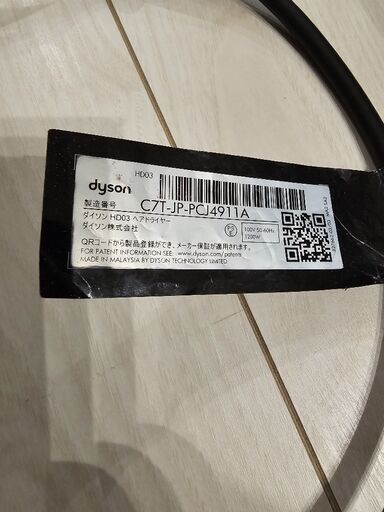 HD03
dyson
製造番号 C7T-JP-PCJ4911A
ダイソン HD03 ヘアドライヤー
ダイソン株式会社
100V 50-60Hz
1200W
QRコードから製品登録ができ、メーカー保証が適用されます。
FOR PATENT INFORMATION SEE: www.dyson.com/patents
MADE IN MALAYSIA BY DYSON TECHNOLOGY LIMITED